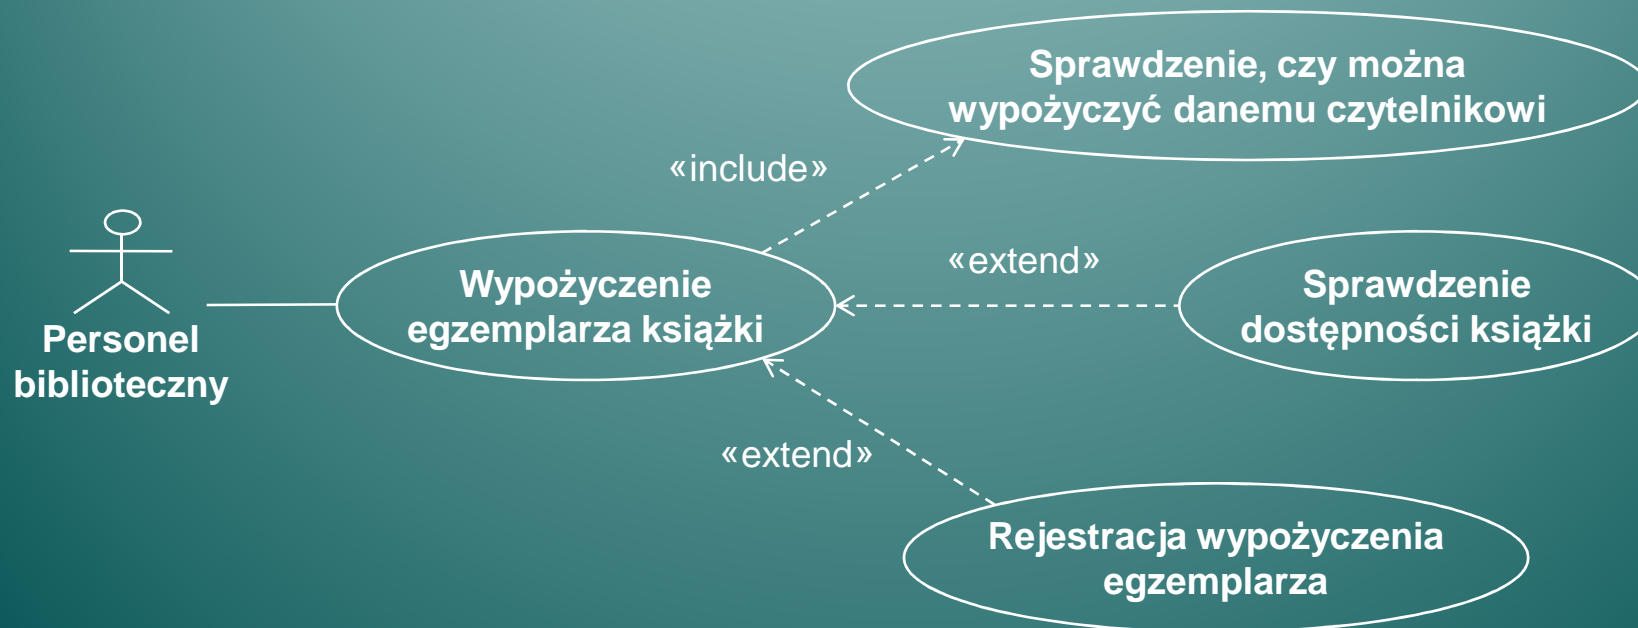 Sprawdzenie, czy można
wypożyczyć danemu czytelnikowi
«include»
«extend»
Wypożyczenie
egzemplarza książki
Sprawdzenie
dostępności książki
Personel
biblioteczny
«extend»
Rejestracja wypożyczenia
egzemplarza